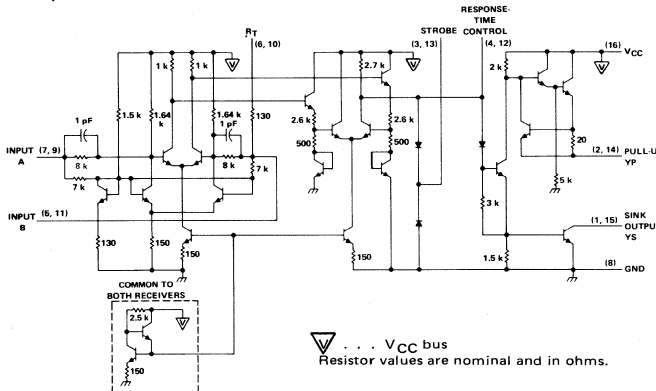 RESPONSE-
TIME
CONTROL
STROBE
RT
(6, 10)
(3, 13)
(4, 12)
(16) VCC
V
V
V
1 k
1 k
2.7 k
2 k
1.5 k
1.64
k
1.64 k
1 pF
130
1 pF
2.6 k
2.6 k
500
500
20
INPUT (7, 9)
A
8 k
8 k
7 k
7 k
(2, 14) PULL-U
YP
5 k
3 k
INPUT (5, 11)
B
(1, 15) SINK
OUTPU
YS
130
150
150
150
1.5 k
(8) GND
COMMON TO
BOTH RECEIVERS
2.5 k
V
150
V . . . VCC bus
Resistor values are nominal and in ohms.